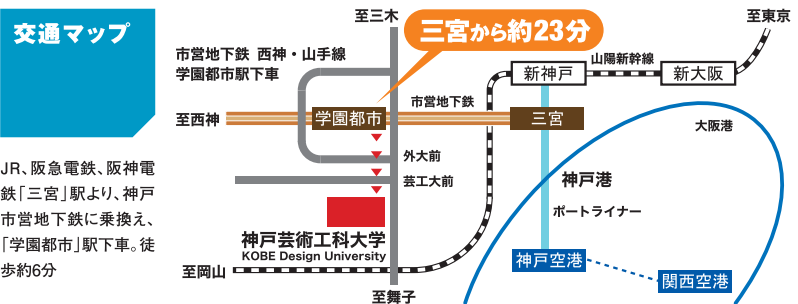 交通マップ
JR、阪急電鉄、阪神電
鉄「三宮」駅より、神戸
市営地下鉄に乗換え、
「学園都市」駅下車。徒
歩約6分
至三木
三宮から約23分
至東京
市営地下鉄 西神・山手線
学園都市駅下車
山陽新幹線
新神戸
新大阪
市営地下鉄
至西神
学園都市
三宮
大阪港
外大前
芸工大前
神戸港
ポートライナー
神戸芸術工科大学
KOBE Design University
神戸空港
至岡山
関西空港
至舞子